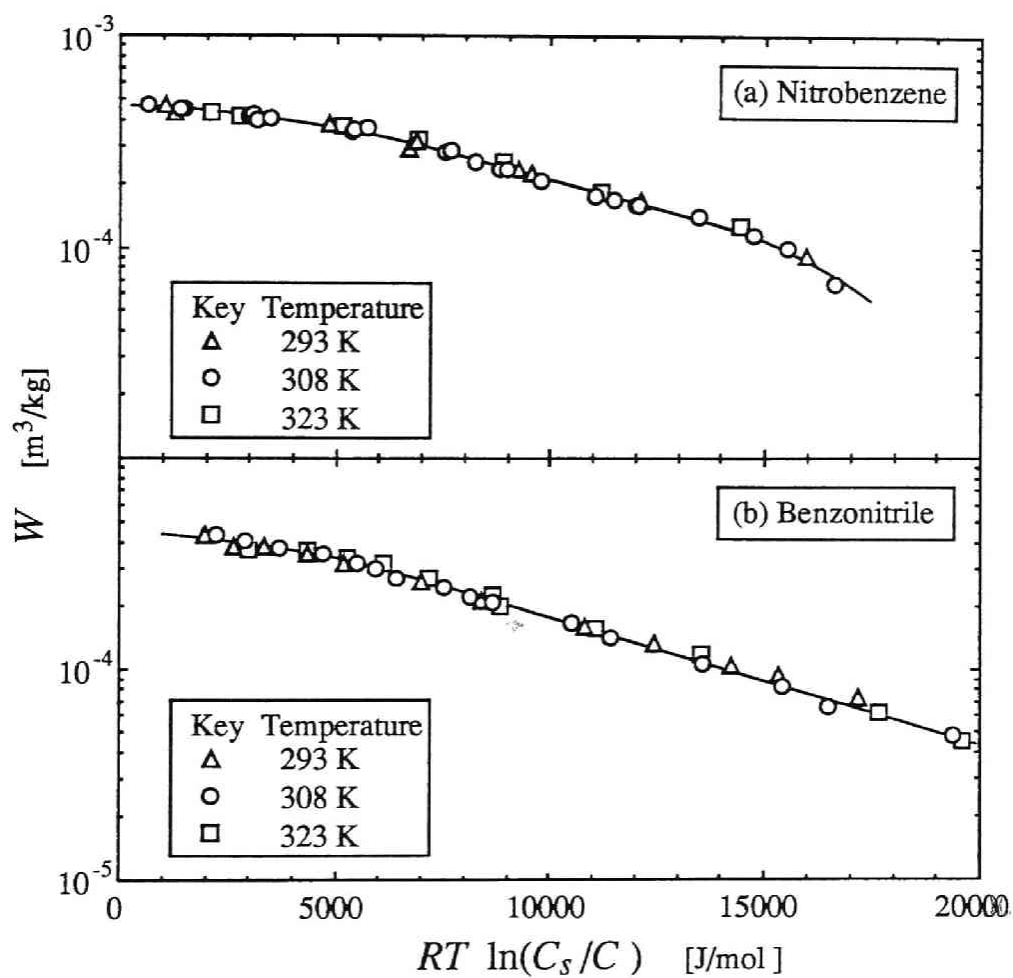 10⁻³
(a) Nitrobenzene
10⁻⁴
Key Temperature
△ 293 K
○ 308 K
□ 323 K
W [m³/kg]
(b) Benzonitrile
10⁻⁴
Key Temperature
△ 293 K
○ 308 K
□ 323 K
10⁻⁵
0 5000 10000 15000 20000
RT ln(Cₛ/C ) [J/mol]